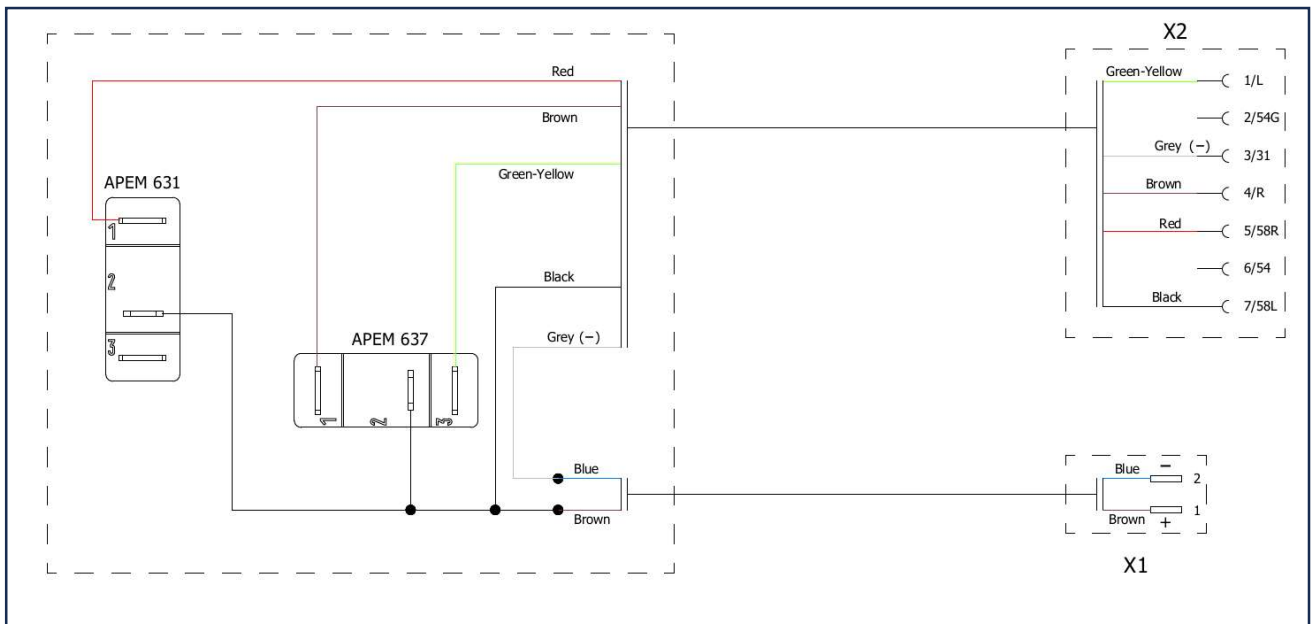 X2
Red
Green-Yellow
1/L
Brown
2/54G
Grey (−)
3/31
Green-Yellow
APEM 631
Brown
4/R
1
Red
5/58R
2
Black
6/54
Black
7/58L
3
APEM 637
Grey (−)
1
2
3
Blue
Blue
−
2
Brown
Brown
+
1
X1